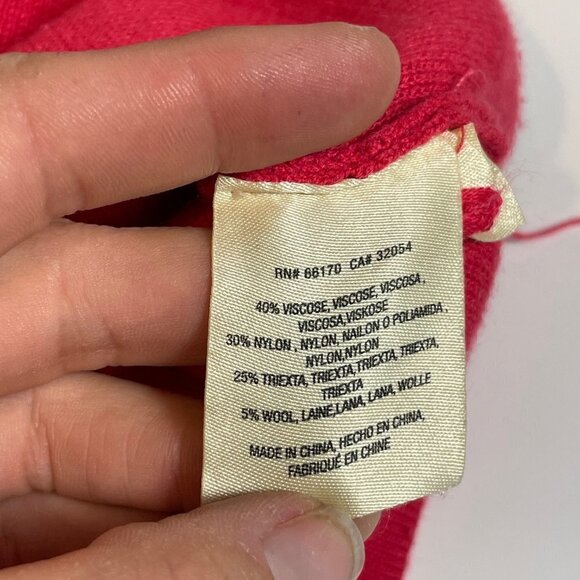 RN# 66170 CA# 32054
40% VISCOSE, VISCOSE, VISCOSA,
VISCOSA,VISKOSE
30% NYLON , NYLON, NAILON O POLIAMIDA,
NYLON,NYLON
25% TRIEXTA,TRIEXTA,TRIEXTA,TRIEXTA,
TRIEXTA
5% WOOL, LAINE,LANA, LANA, WOLLE
MADE IN CHINA, HECHO EN CHINA,
FABRIQUÉ EN CHINE